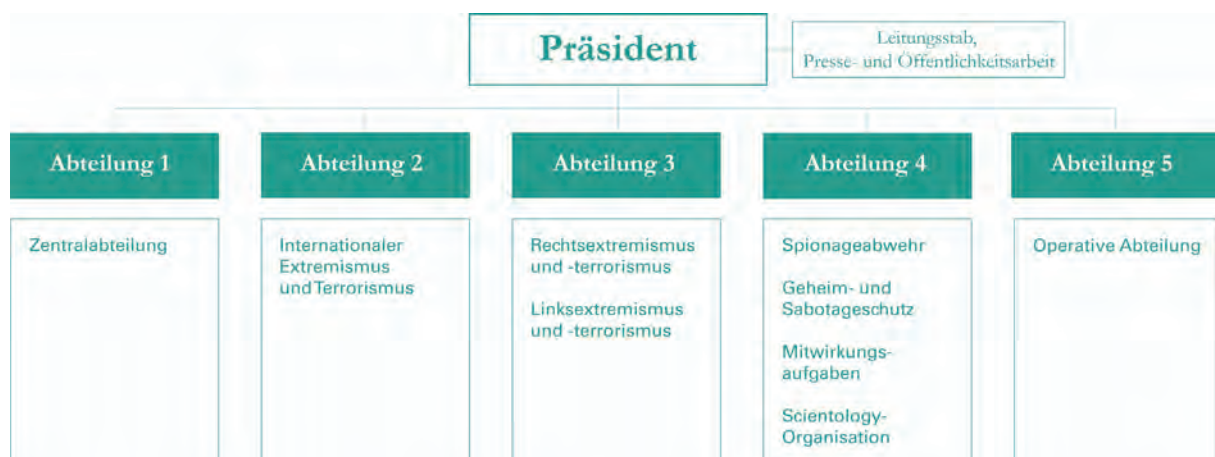 Präsident
Leitungsstab,
Presse- und Öffentlichkeitsarbeit
Abteilung 1
Abteilung 2
Abteilung 3
Abteilung 4
Abteilung 5
Zentralabteilung
Internationaler
Extremismus
und Terrorismus
Rechtsextremismus
und -terrorismus
Linksextremismus
und -terrorismus
Spionageabwehr
Geheim- und
Sabotageschutz
Mitwirkungs-
aufgaben
Scientology-
Organisation
Operative Abteilung